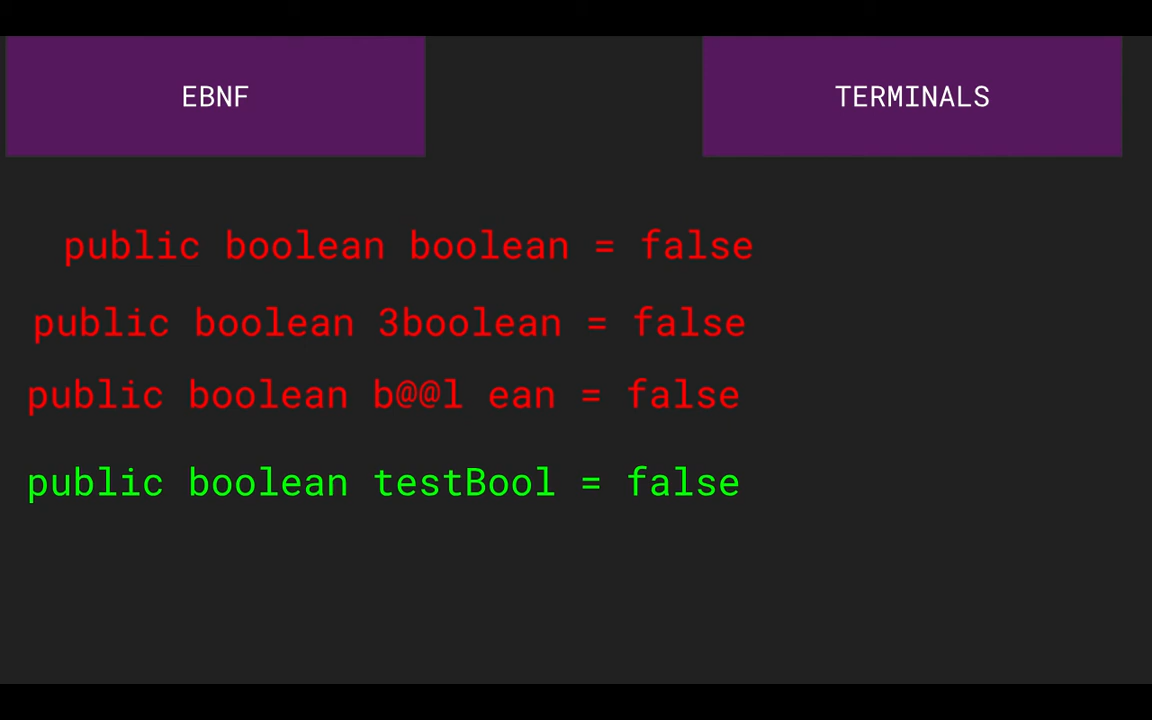 EBNF
TERMINALS
public boolean boolean = false
public boolean 3boolean = false
public boolean b@@l ean = false
public boolean testBool = false